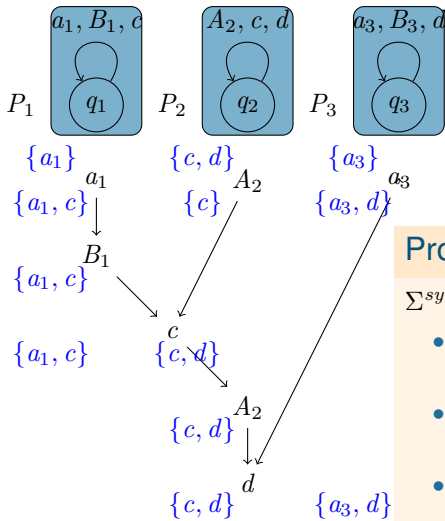 a₁, B₁, c
A₂, c, d
a₃, B₃, d
P₁
q₁
P₂
q₂
P₃
q₃
{a₁}
{c, d}
{a₃}
a₁
A₂
a₃
{a₁, c}
{c}
{a₃, d}
B₁
{a₁, c}
Pro
Σ^{sy
c
{a₁, c}
{c, d}
A₂
{c, d}
d
{c, d}
{a₃, d}